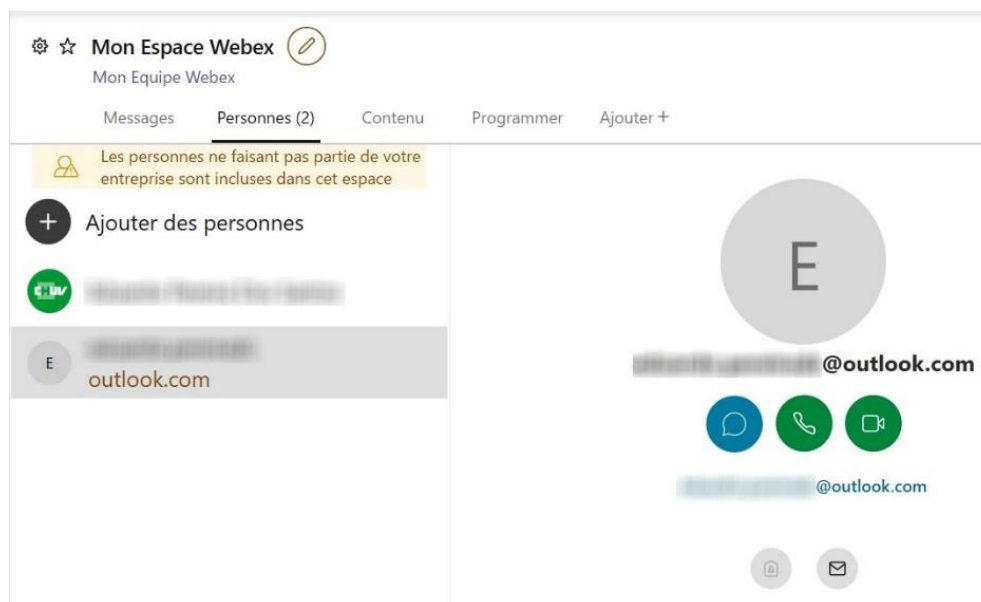 Mon Espace Webex
Mon Equipe Webex
Messages Personnes (2) Contenu Programmer Ajouter +
Les personnes ne faisant pas partie de votre
entreprise sont incluses dans cet espace
+ Ajouter des personnes
CHUV
E
outlook.com
E
@outlook.com
@outlook.com